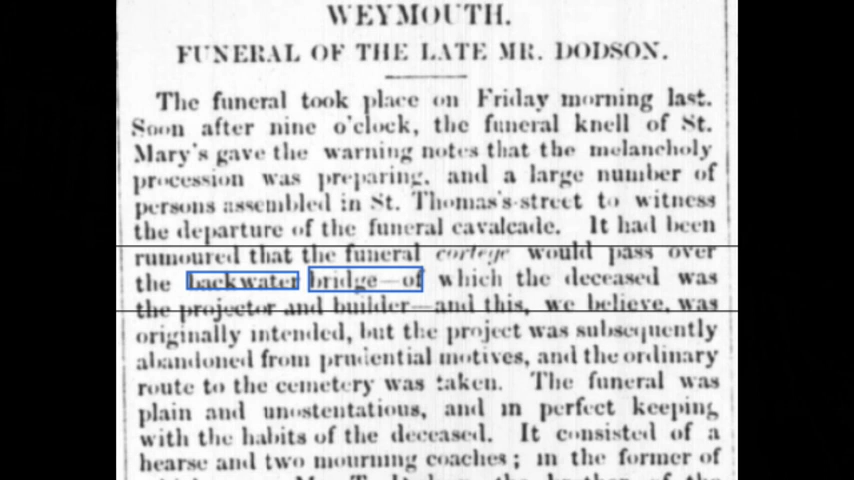 WEYMOUTH.
FUNERAL OF THE LATE MR. DODSON.
The funeral took place on Friday morning last.
Soon after nine o'clock, the funeral knell of St.
Mary's gave the warning notes that the melancholy
procession was preparing, and a large number of
persons assembled in St. Thomas's-street to witness
the departure of the funeral cavalcade. It had been
rumoured that the funeral cortege would pass over
the backwater bridge—of which the deceased was
the projector and builder—and this, we believe, was
originally intended, but the project was subsequently
abandoned from prudential motives, and the ordinary
route to the cemetery was taken. The funeral was
plain and unostentatious, and in perfect keeping
with the habits of the deceased. It consisted of a
hearse and two mourning coaches; in the former of
the brother of the